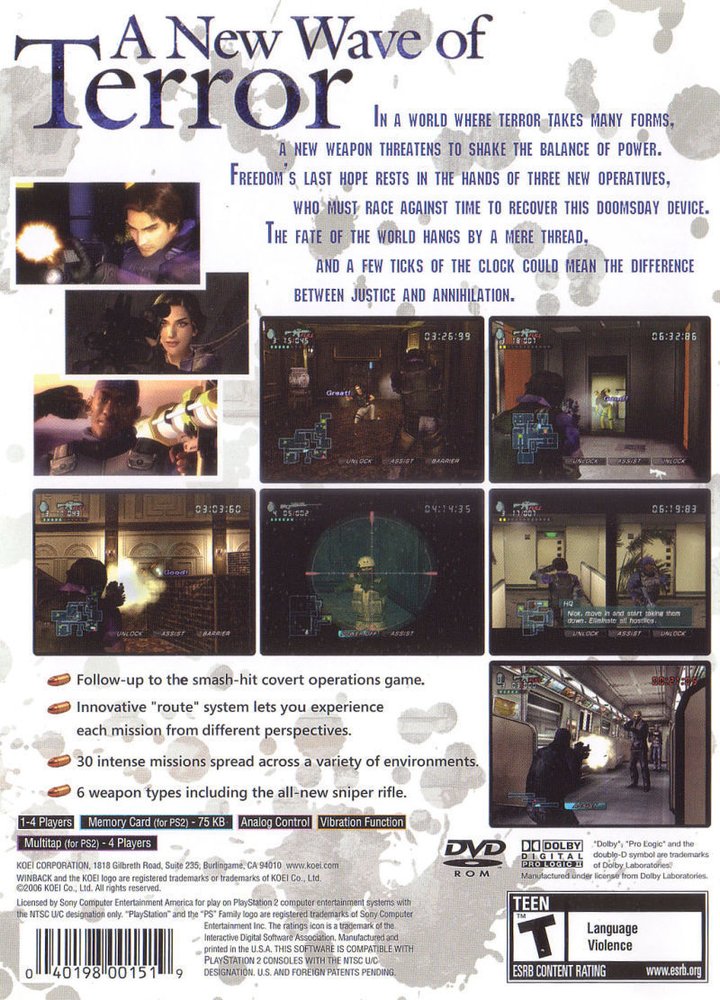 A New Wave of
Terror
In a world where terror takes many forms,
a new weapon threatens to shake the balance of power.
Freedom's last hope rests in the hands of three new operatives,
who must race against time to recover this doomsday device.
The fate of the world hangs by a mere thread,
and a few ticks of the clock could mean the difference
between justice and annihilation.
03:26:99
Great!
UNLOCK ASSIST BARRIER
06:32:86
UNLOCK ASSIST UNLOCK
03:03:60
Good!
UNLOCK ASSIST BARRIER
04:14:35
ASSIST
06:19:83
HQ
Nick, move in and start taking them
down. Eliminate all hostiles.
UNLOCK ASSIST UNLOCK
Follow-up to the smash-hit covert operations game.
Innovative "route" system lets you experience
each mission from different perspectives.
30 intense missions spread across a variety of environments.
6 weapon types including the all-new sniper rifle.
1-4 Players Memory Card (for PS2) - 75 KB Analog Control Vibration Function
Multitap (for PS2) - 4 Players
KOEI CORPORATION, 1818 Gilbreth Road, Suite 235, Burlingame, CA 94010 www.koei.com
WINBACK and the KOEI logo are registered trademarks or trademarks of KOEI Co., Ltd.
©2006 KOEI Co., Ltd. All rights reserved.
Licensed by Sony Computer Entertainment America for play on PlayStation 2 computer entertainment systems with
the NTSC U/C designation only. "PlayStation" and the "PS" Family logo are registered trademarks of Sony Computer
Entertainment Inc. The ratings icon is a trademark of the
Interactive Digital Software Association. Manufactured and
printed in the U.S.A. THIS SOFTWARE IS COMPATIBLE WITH
PLAYSTATION 2 CONSOLES WITH THE NTSC U/C
DESIGNATION. U.S. AND FOREIGN PATENTS PENDING.
0 40198 00151 9
DVD
ROM
DOLBY
DIGITAL
PRO LOGIC II
"Dolby", "Pro Logic" and the
double-D symbol are trademarks
of Dolby Laboratories.
Manufactured under license from Dolby Laboratories.
TEEN
T
TM
Language
Violence
ESRB CONTENT RATING www.esrb.org